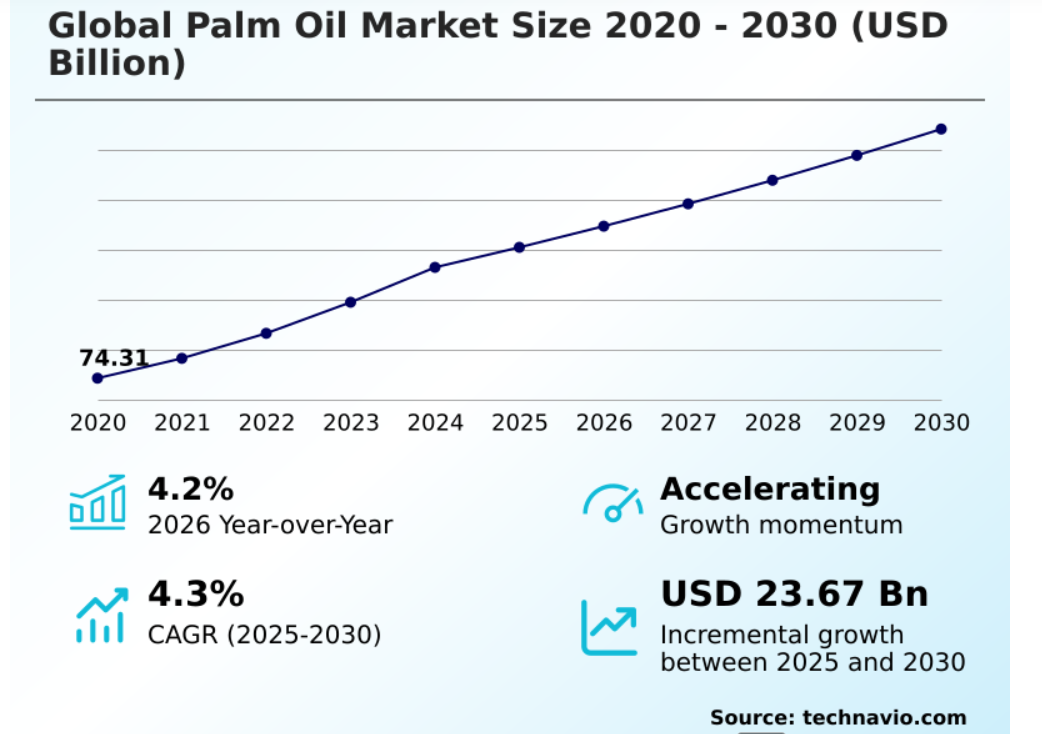 Global Palm Oil Market Size 2020 - 2030 (USD
Billion)
74.31
2020 2021 2022 2023 2024 2025 2026 2027 2028 2029 2030
4.2%
2026 Year-over-Year
Accelerating
Growth momentum
4.3%
CAGR (2025-2030)
USD 23.67 Bn
Incremental growth
between 2025 and 2030
Source: technavio.com